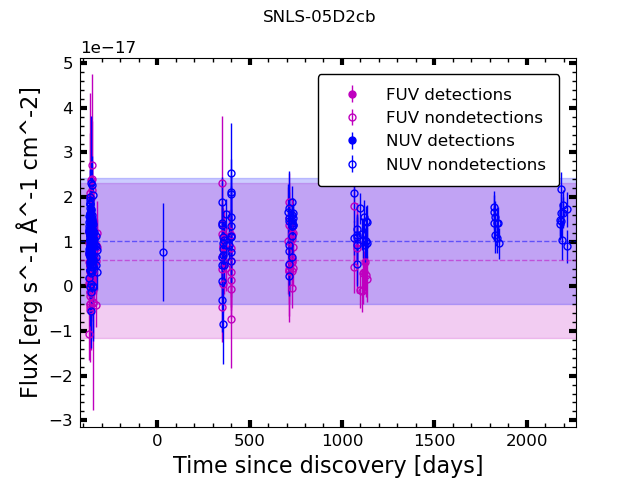 SNLS-05D2cb
1e−17
FUV detections
FUV nondetections
NUV detections
NUV nondetections
5
4
3
2
1
0
−1
−2
−3
Flux [erg s^-1 Å^-1 cm^-2]
0 500 1000 1500 2000
Time since discovery [days]